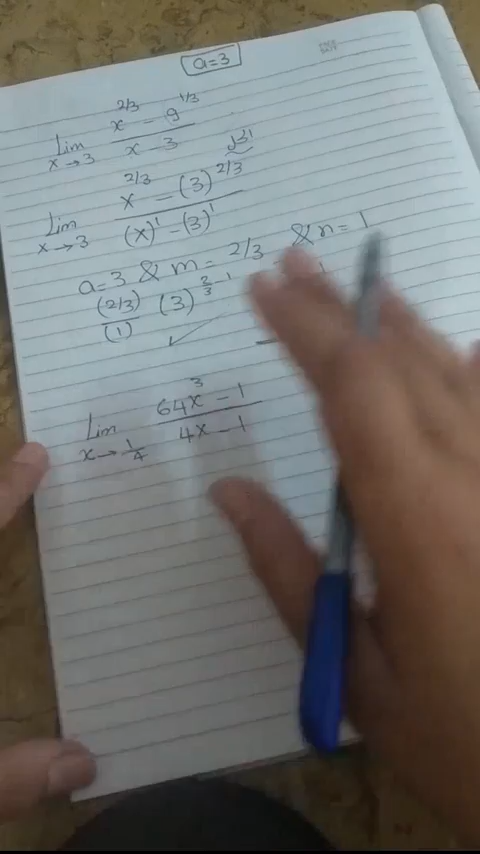 a=3
Lim x→3 (x^2/3 - 9^1/3) / (x - 3)
Lim x→3 (x^2/3 - (3)^2/3) / ((x)^1 - (3)^1)
a=3 & m = 2/3 & n = 1
(2/3)/(1) (3)^2/3 - 1
Lim x→1/4 (64x^3 - 1) / (4x - 1)